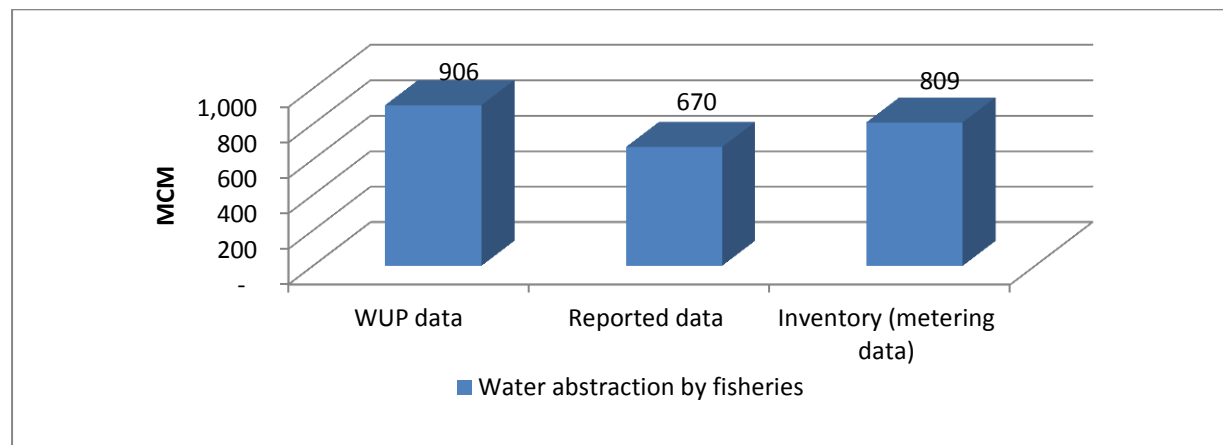 906
670
809
1,000
800
600
400
200
-
MCM
WUP data
Reported data
Inventory (metering
data)
Water abstraction by fisheries